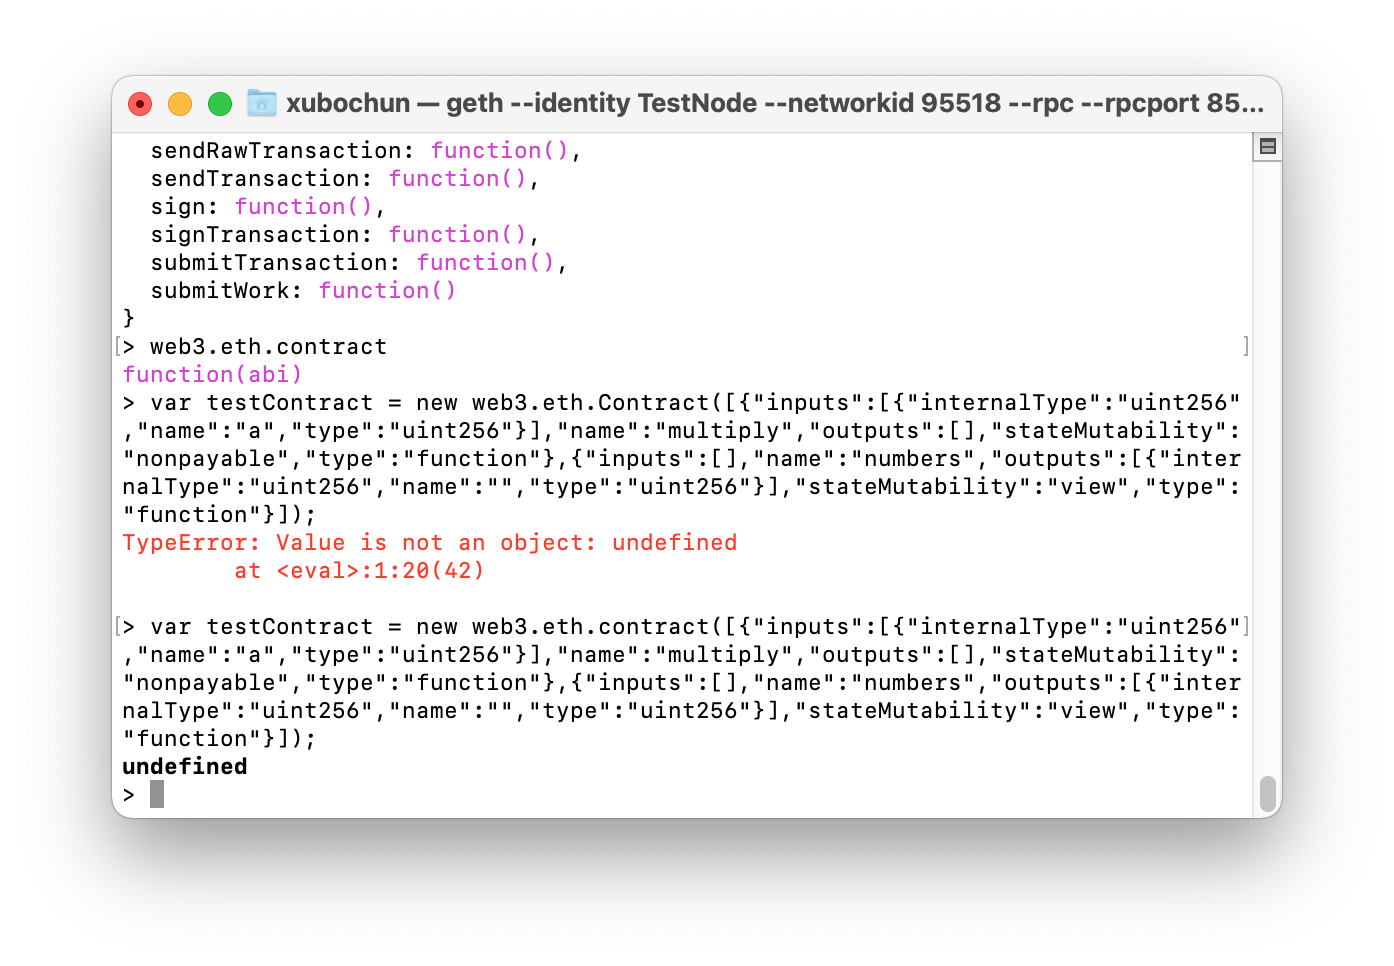 xubochun — geth --identity TestNode --networkid 95518 --rpc --rpcport 85...
sendRawTransaction: function(),
sendTransaction: function(),
sign: function(),
signTransaction: function(),
submitTransaction: function(),
submitWork: function()
}
[> web3.eth.contract ]
function(abi)
> var testContract = new web3.eth.Contract([{"inputs":[{"internalType":"uint256"
,"name":"a","type":"uint256"}],"name":"multiply","outputs":[],"stateMutability":
"nonpayable","type":"function"},{"inputs":[],"name":"numbers","outputs":[{"inter
nalType":"uint256","name":"","type":"uint256"}],"stateMutability":"view","type":
"function"}]);
TypeError: Value is not an object: undefined
at <eval>:1:20(42)
[> var testContract = new web3.eth.contract([{"inputs":[{"internalType":"uint256"]
,"name":"a","type":"uint256"}],"name":"multiply","outputs":[],"stateMutability":
"nonpayable","type":"function"},{"inputs":[],"name":"numbers","outputs":[{"inter
nalType":"uint256","name":"","type":"uint256"}],"stateMutability":"view","type":
"function"}]);
undefined
>